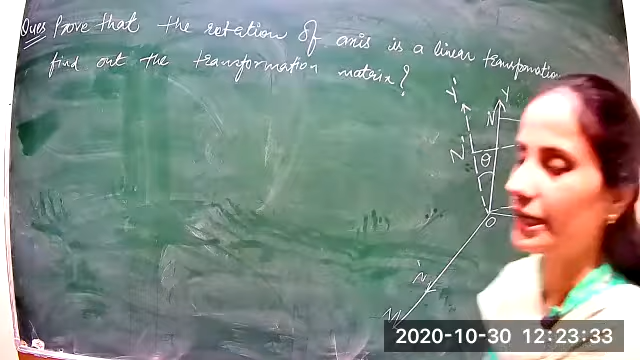 Ques Prove that the rotation of axis is a linear transformation
find out the transformation matrix?
Y' Y
N
N' θ
O
N'
M
2020-10-30 12:23:33